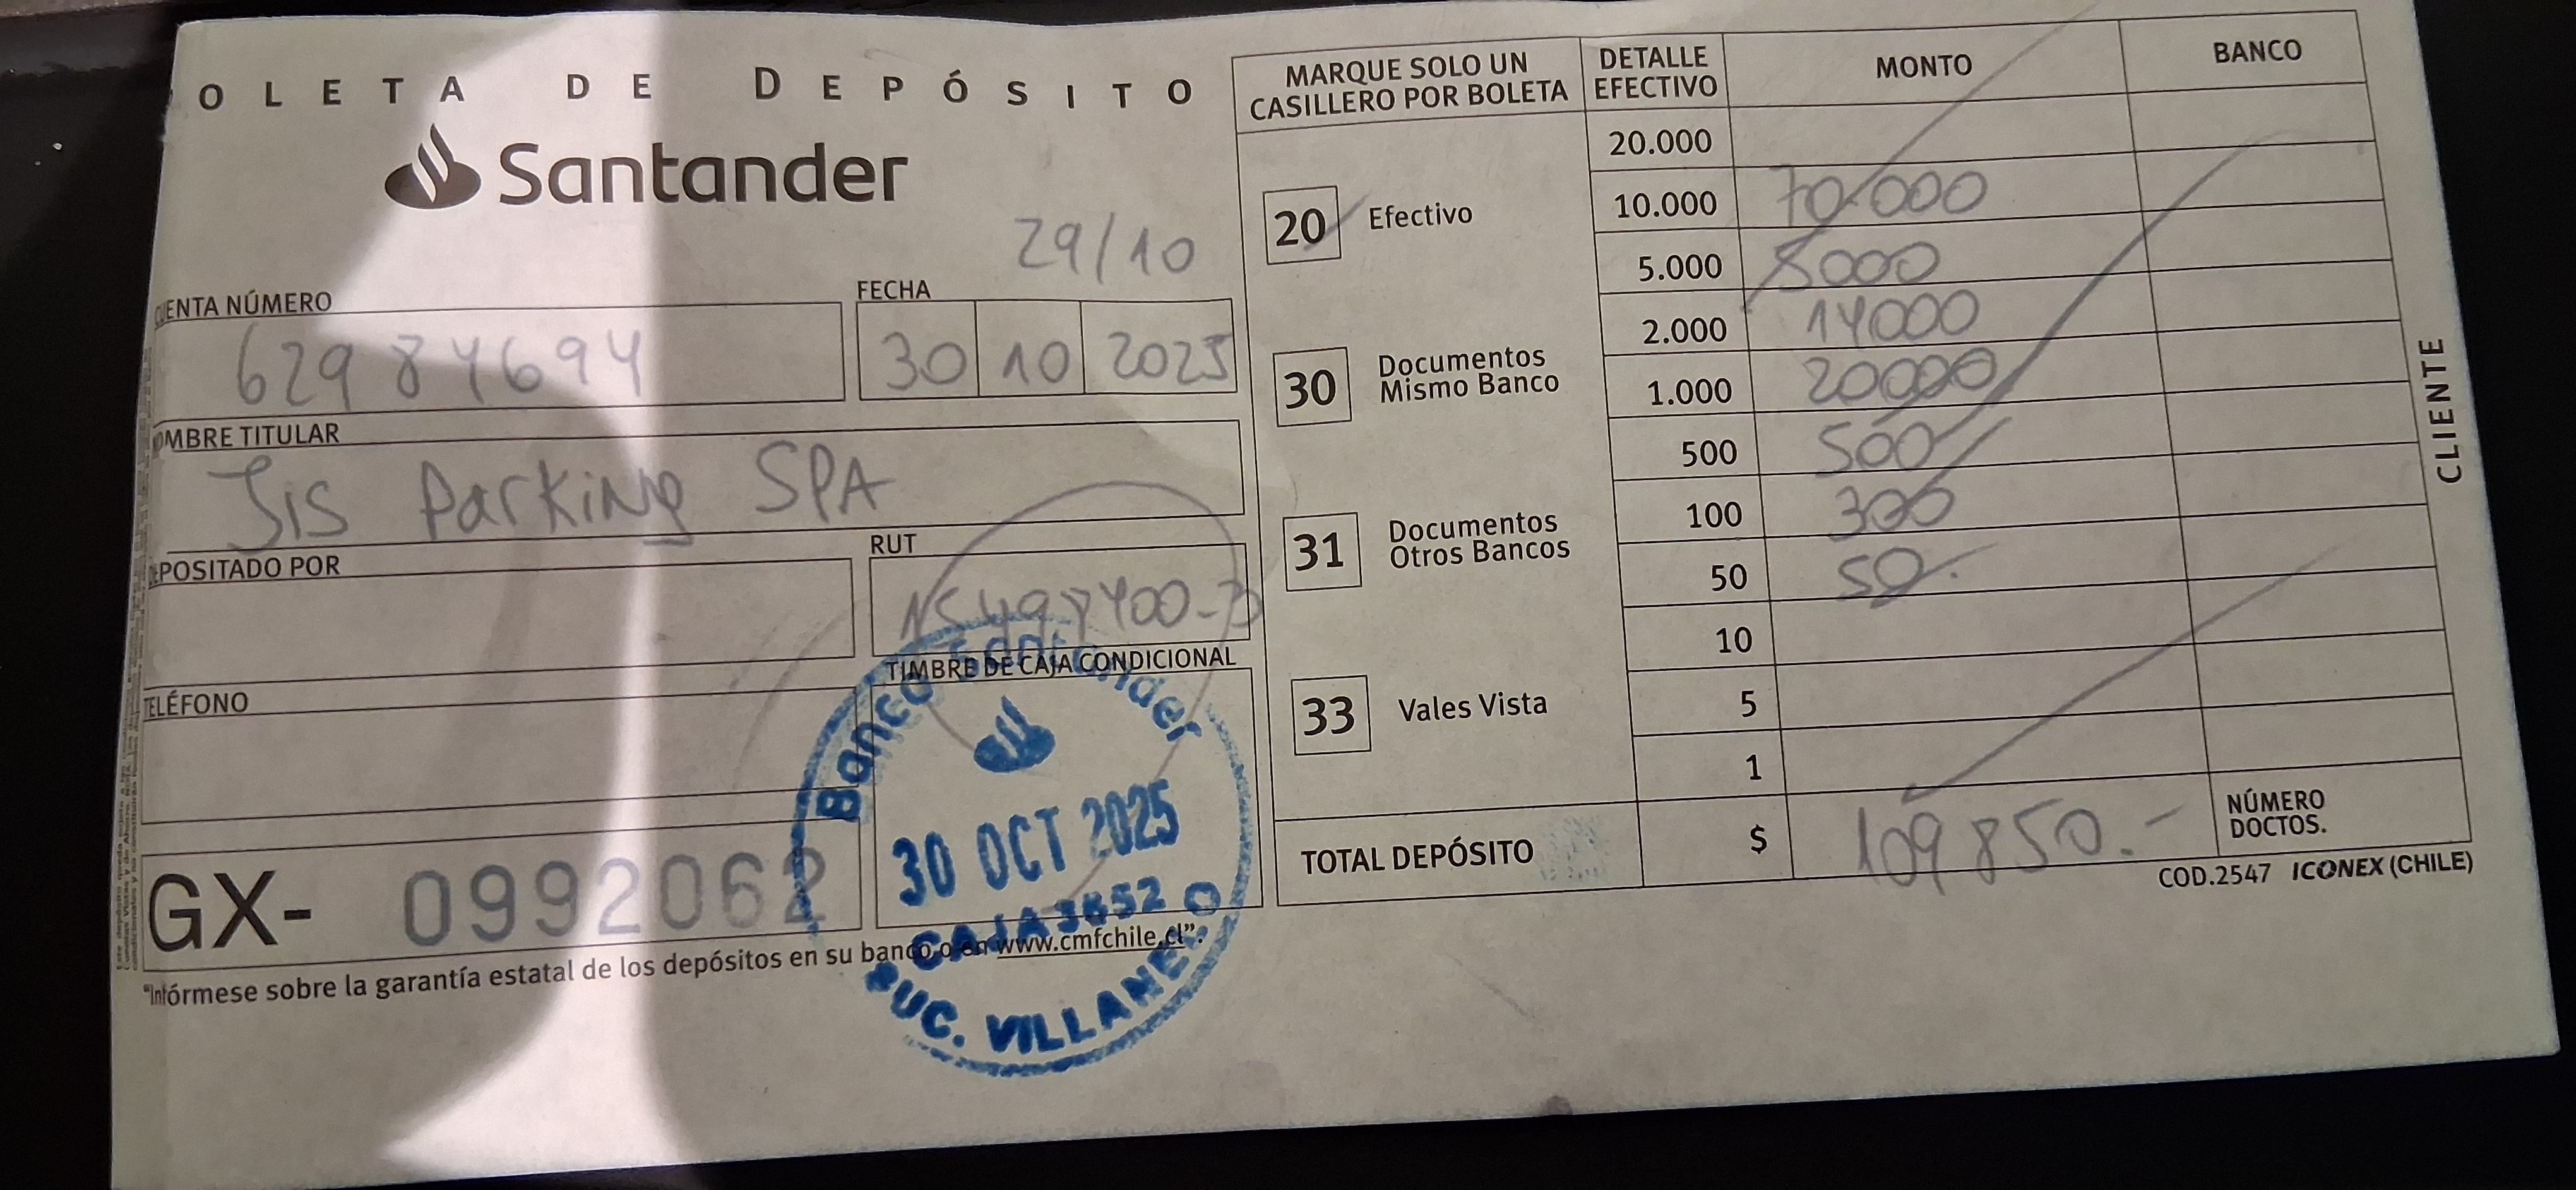 OLETA DE DEPÓSITO
Santander
29/10
CUENTA NÚMERO
62984694
FECHA
30 10 2025
OMBRE TITULAR
Jis Parking SPA
EPOSITADO POR
RUT
TELÉFONO
TIMBRE DE CAJA CONDICIONAL
Banco Santander
30 OCT 2025
CAJA 3652
SUC. VILLANE
GX- 0992062
"Infórmese sobre la garantía estatal de los depósitos en su banco o en www.cmfchile.cl".
MARQUE SOLO UN
CASILLERO POR BOLETA
20 Efectivo
30 Documentos
Mismo Banco
31 Documentos
Otros Bancos
33 Vales Vista
DETALLE
EFECTIVO
MONTO
BANCO
20.000
10.000 70.000
5.000 5000
2.000 14000
1.000 20000
500 500
100 300
50 50.-
10
5
1
TOTAL DEPÓSITO $ 109850.-
NÚMERO
DOCTOS.
COD.2547 ICONEX (CHILE)
CLIENTE